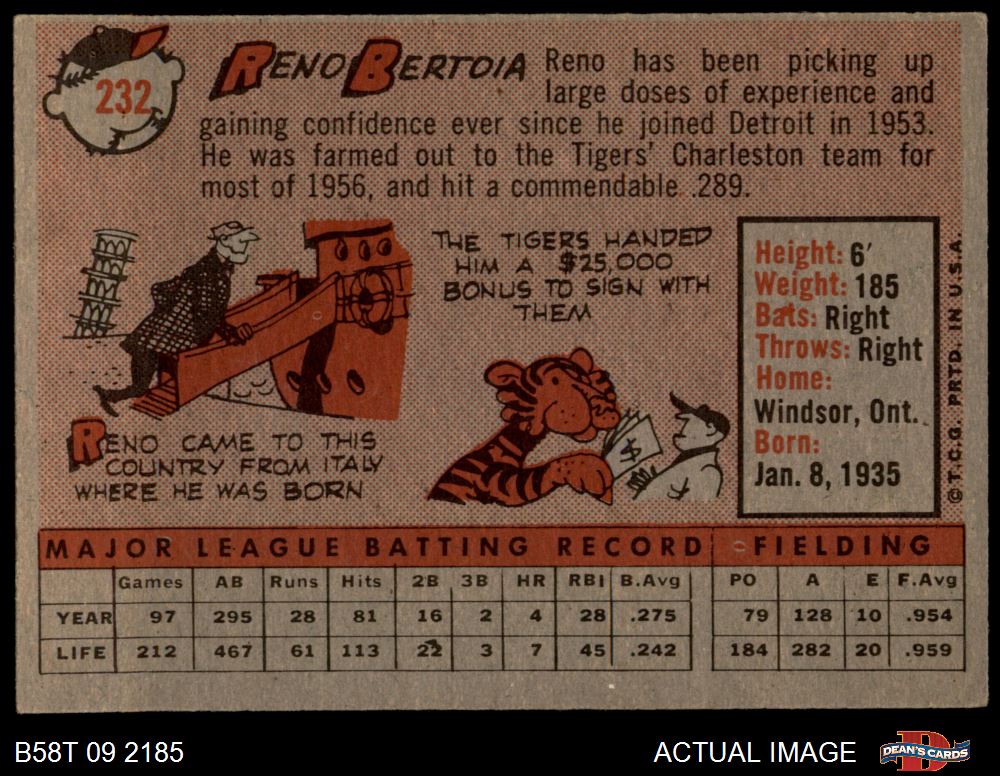 232
RENO BERTOIA
Reno has been picking up
large doses of experience and
gaining confidence ever since he joined Detroit in 1953.
He was farmed out to the Tigers' Charleston team for
most of 1956, and hit a commendable .289.
RENO CAME TO THIS
COUNTRY FROM ITALY
WHERE HE WAS BORN
THE TIGERS HANDED
HIM A $25,000
BONUS TO SIGN WITH
THEM
$
Height: 6'
Weight: 185
Bats: Right
Throws: Right
Home:
Windsor, Ont.
Born:
Jan. 8, 1935
© T.C.G. PRTD. IN U.S.A.
MAJOR LEAGUE BATTING RECORD FIELDING
Games AB Runs Hits 2B 3B HR RBI B.Avg PO A E F.Avg
YEAR 97 295 28 81 16 2 4 28 .275 79 128 10 .954
LIFE 212 467 61 113 22 3 7 45 .242 184 282 20 .959
B58T 09 2185
ACTUAL IMAGE
DEAN'S CARDS